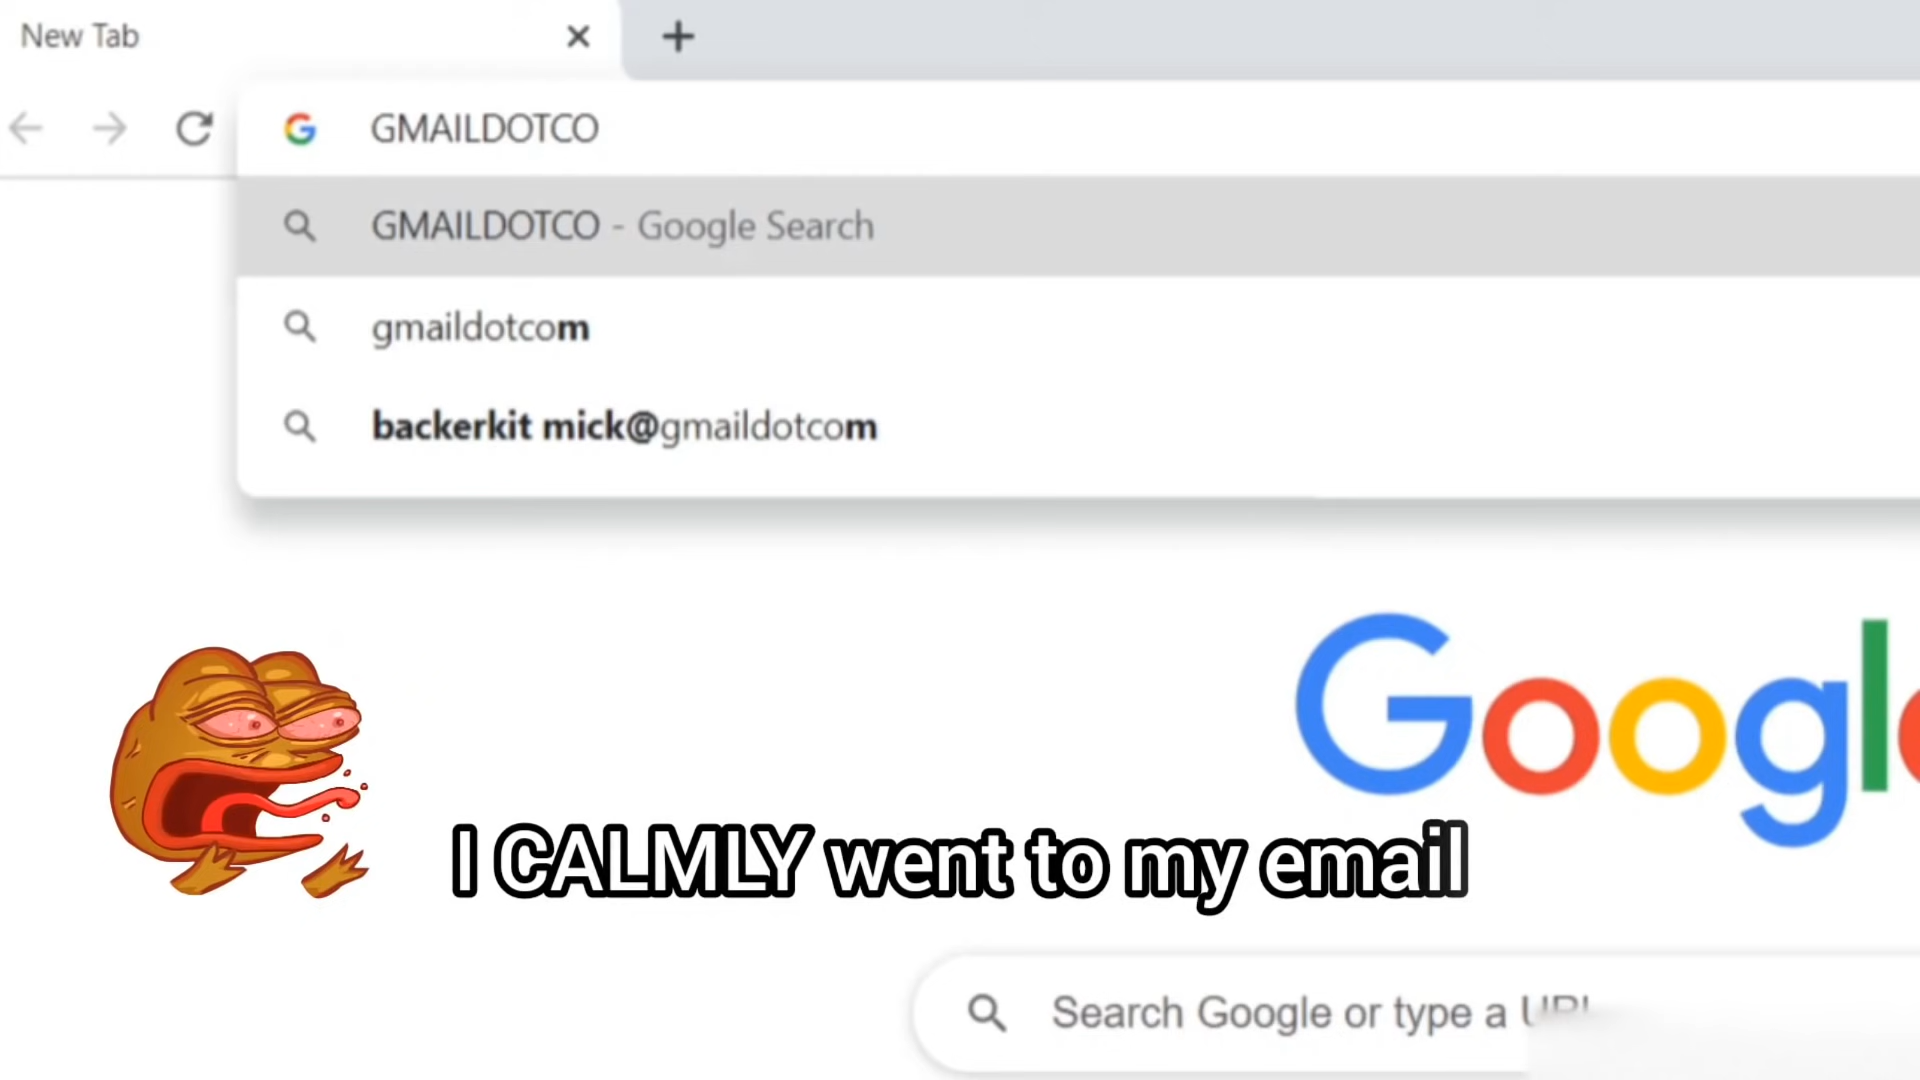 New Tab
GMAILDOTCO
GMAILDOTCO - Google Search
gmaildotcom
backerkit mick@gmaildotcom
Google
I CALMLY went to my email
Search Google or type a URL